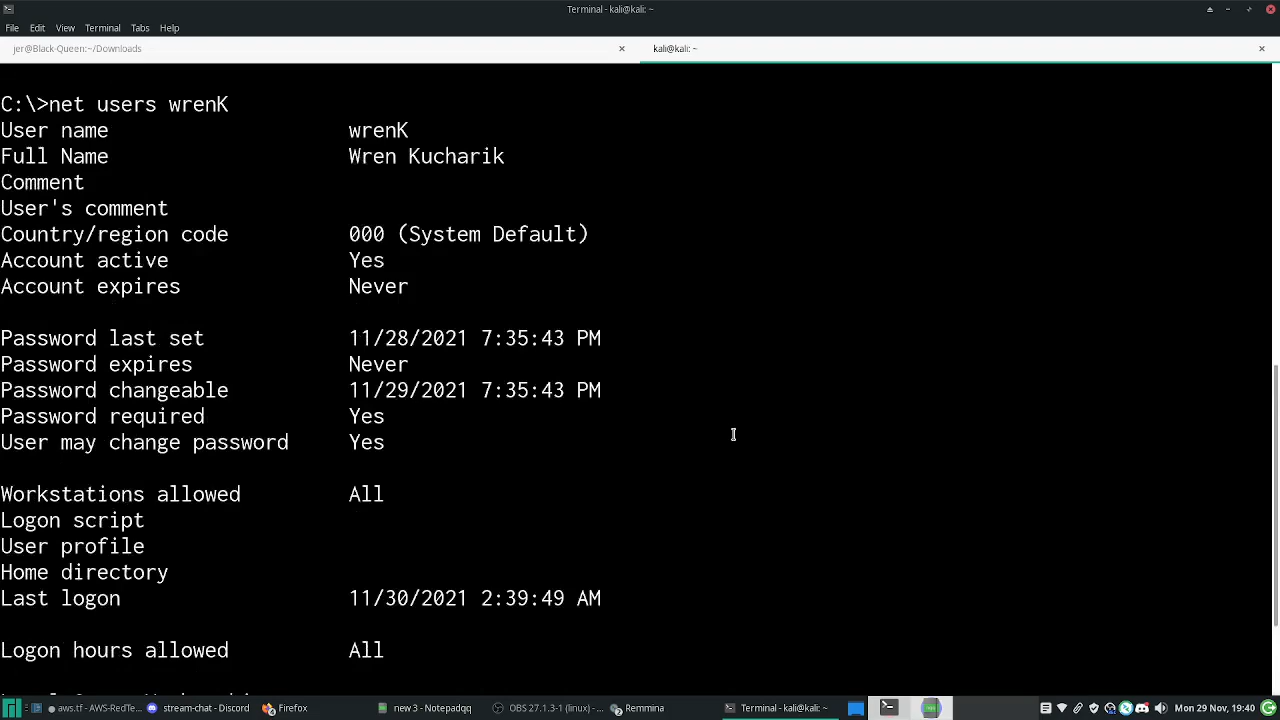 Terminal - kali@kali: ~
File Edit View Terminal Tabs Help
jer@Black-Queen:~/Downloads
kali@kali: ~
C:\>net users wrenK
User name wrenK
Full Name Wren Kucharik
Comment
User's comment
Country/region code 000 (System Default)
Account active Yes
Account expires Never
Password last set 11/28/2021 7:35:43 PM
Password expires Never
Password changeable 11/29/2021 7:35:43 PM
Password required Yes
User may change password Yes
Workstations allowed All
Logon script
User profile
Home directory
Last logon 11/30/2021 2:39:49 AM
Logon hours allowed All
aws.tf - AWS-RedTe... stream-chat - Discord Firefox new 3 - Notepadqq OBS 27.1.3-1 (linux) -... Remmina Terminal - kali@kali: ~ Mon 29 Nov, 19:40